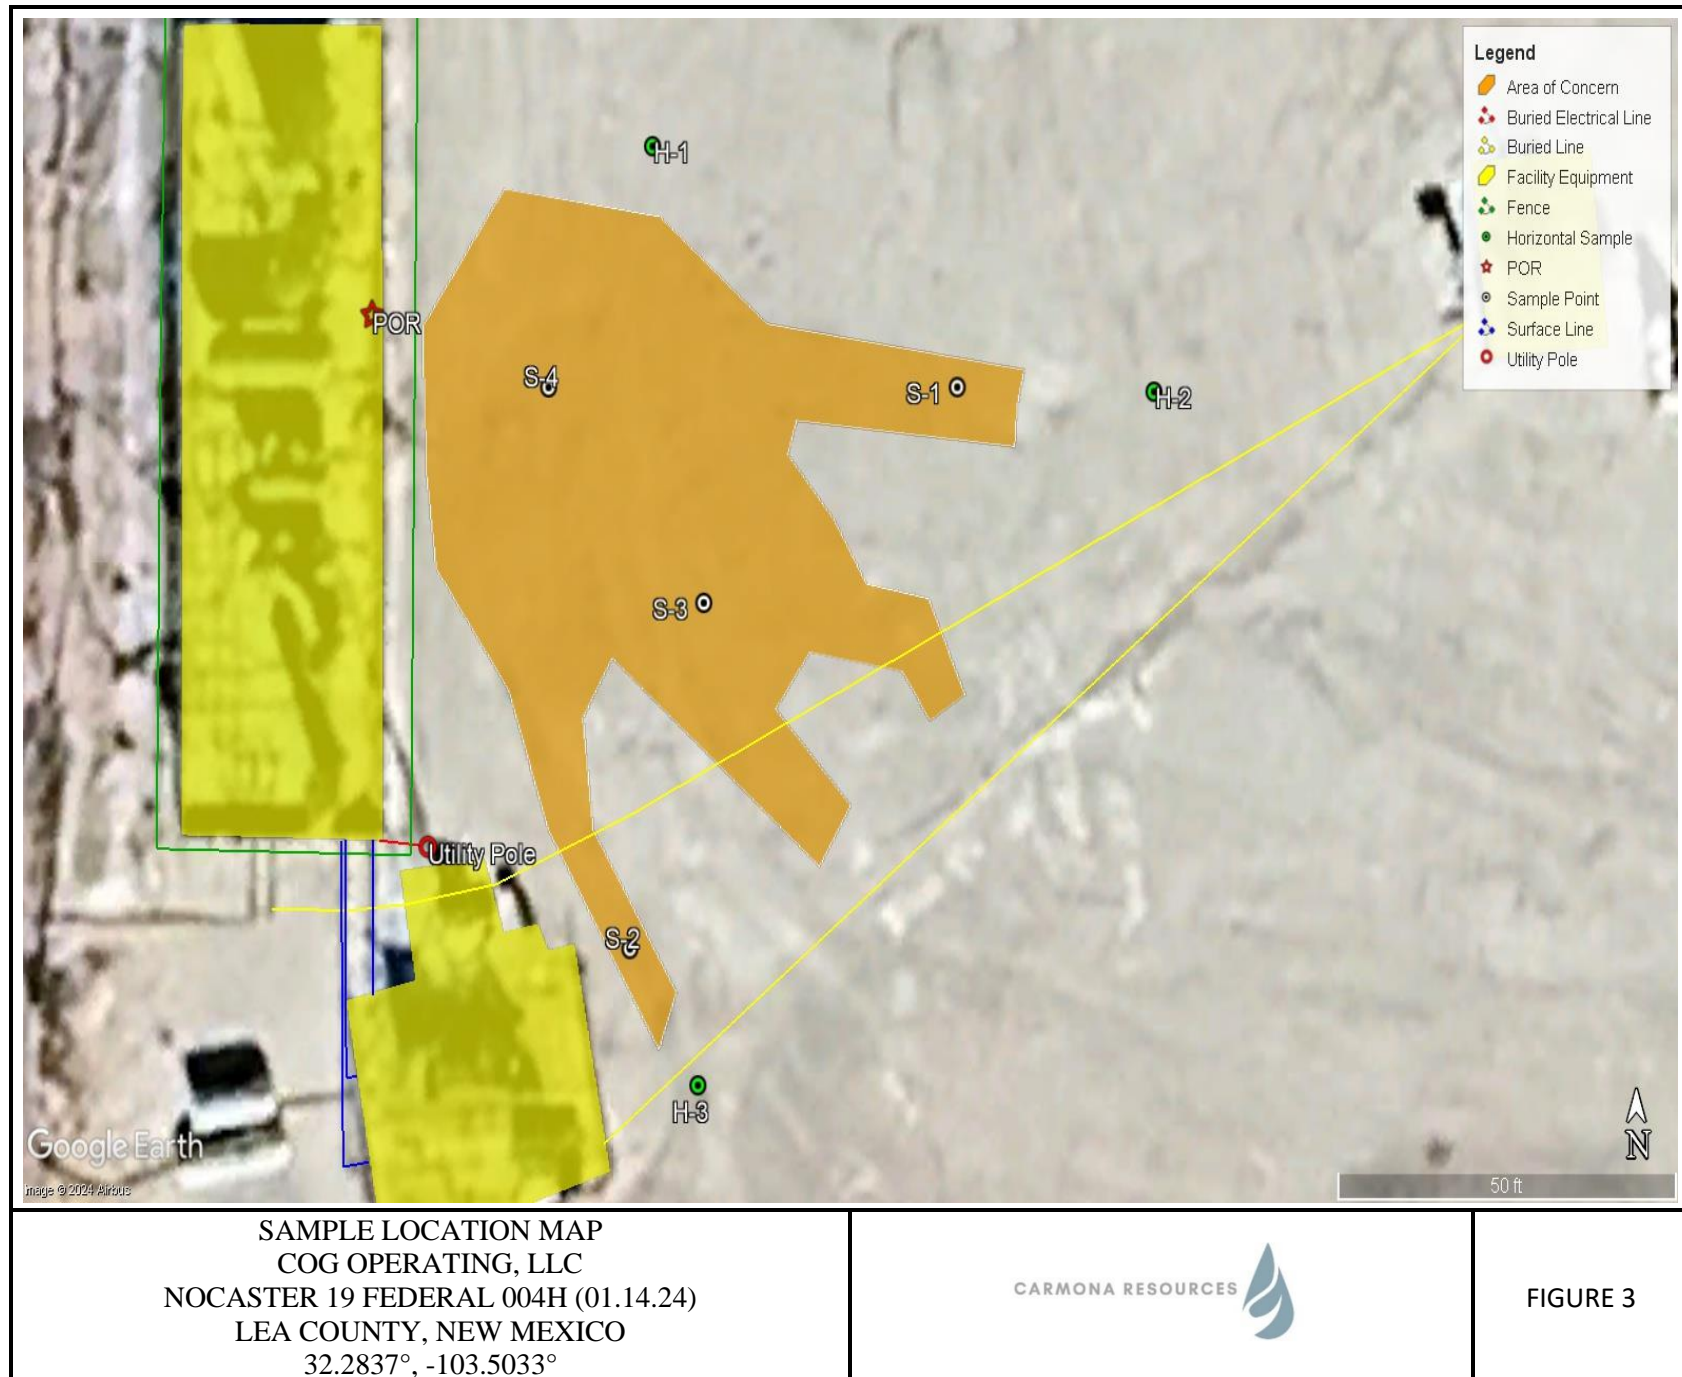 Legend
Area of Concern
Buried Electrical Line
Buried Line
Facility Equipment
Fence
Horizontal Sample
POR
Sample Point
Surface Line
Utility Pole
H-1
POR
S-4
S-1
H-2
S-3
Utility Pole
S-2
H-3
N
Google Earth
Image © 2024 Airbus
50 ft
SAMPLE LOCATION MAP
COG OPERATING, LLC
NOCASTER 19 FEDERAL 004H (01.14.24)
LEA COUNTY, NEW MEXICO
32.2837°, -103.5033°
CARMONA RESOURCES
FIGURE 3